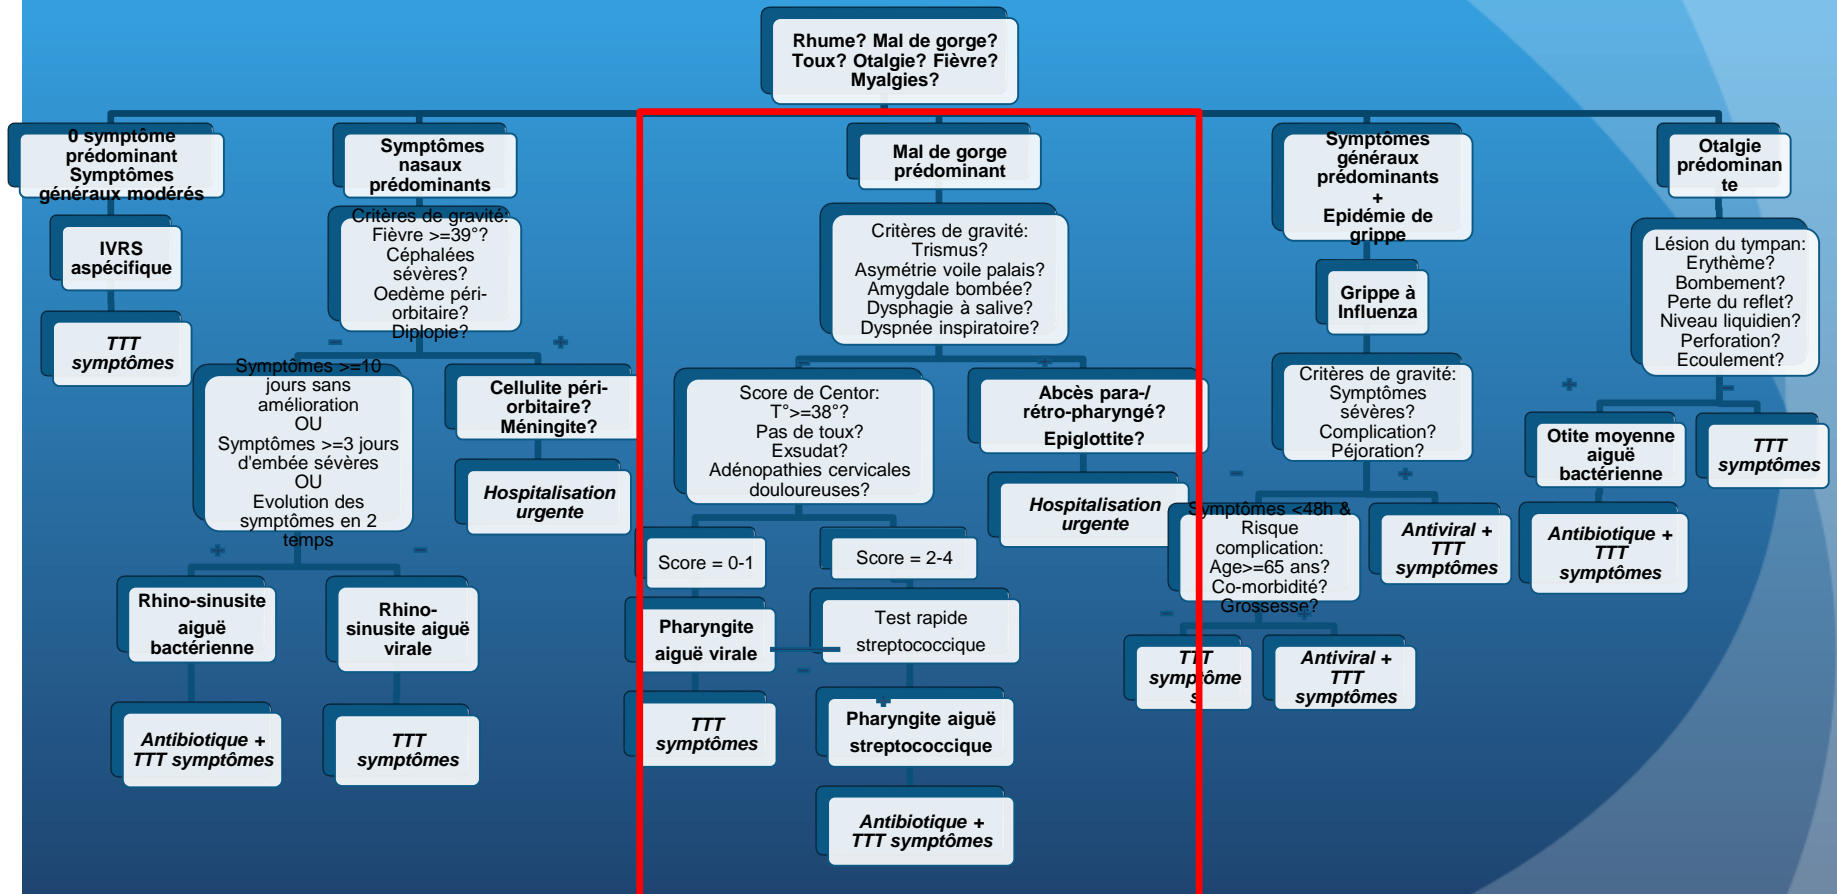 Rhume? Mal de gorge?
Toux? Otalgie? Fièvre?
Myalgies?
0 symptôme
prédominant
Symptômes
généraux modérés
IVRS
aspécifique
TTT
symptômes
Symptômes
nasaux
prédominants
Critères de gravité:
Fièvre >=39°?
Céphalées
sévères?
Oedème péri-
orbitaire?
Diplopie?
−
+
Symptômes >=10
jours sans
amélioration
OU
Symptômes >=3 jours
d'embée sévères
OU
Evolution des
symptômes en 2
temps
Cellulite péri-
orbitaire?
Méningite?
Hospitalisation
urgente
+
−
Rhino-sinusite
aiguë
bactérienne
Antibiotique +
TTT symptômes
Rhino-
sinusite aiguë
virale
TTT
symptômes
Mal de gorge
prédominant
Critères de gravité:
Trismus?
Asymétrie voile palais?
Amygdale bombée?
Dysphagie à salive?
Dyspnée inspiratoire?
−
+
Score de Centor:
T°>=38°?
Pas de toux?
Exsudat?
Adénopathies cervicales
douloureuses?
Abcès para-/
rétro-pharyngé?
Epiglottite?
Hospitalisation
urgente
Score = 0-1
Score = 2-4
Pharyngite
aiguë virale
Test rapide
streptococcique
−
+
TTT
symptômes
Pharyngite aiguë
streptococcique
Antibiotique +
TTT symptômes
Symptômes
généraux
prédominants
+
Epidémie de
grippe
Grippe à
Influenza
Critères de gravité:
Symptômes
sévères?
Complication?
Péjoration?
−
+
Symptômes <48h &
Risque
complication:
Age>=65 ans?
Co-morbidité?
Grossesse?
Antiviral +
TTT
symptômes
−
+
TTT
symptôme
s
Antiviral +
TTT
symptômes
Otalgie
prédominan
te
Lésion du tympan:
Erythème?
Bombement?
Perte du reflet?
Niveau liquidien?
Perforation?
Ecoulement?
+
−
Otite moyenne
aiguë
bactérienne
TTT
symptômes
Antibiotique +
TTT
symptômes